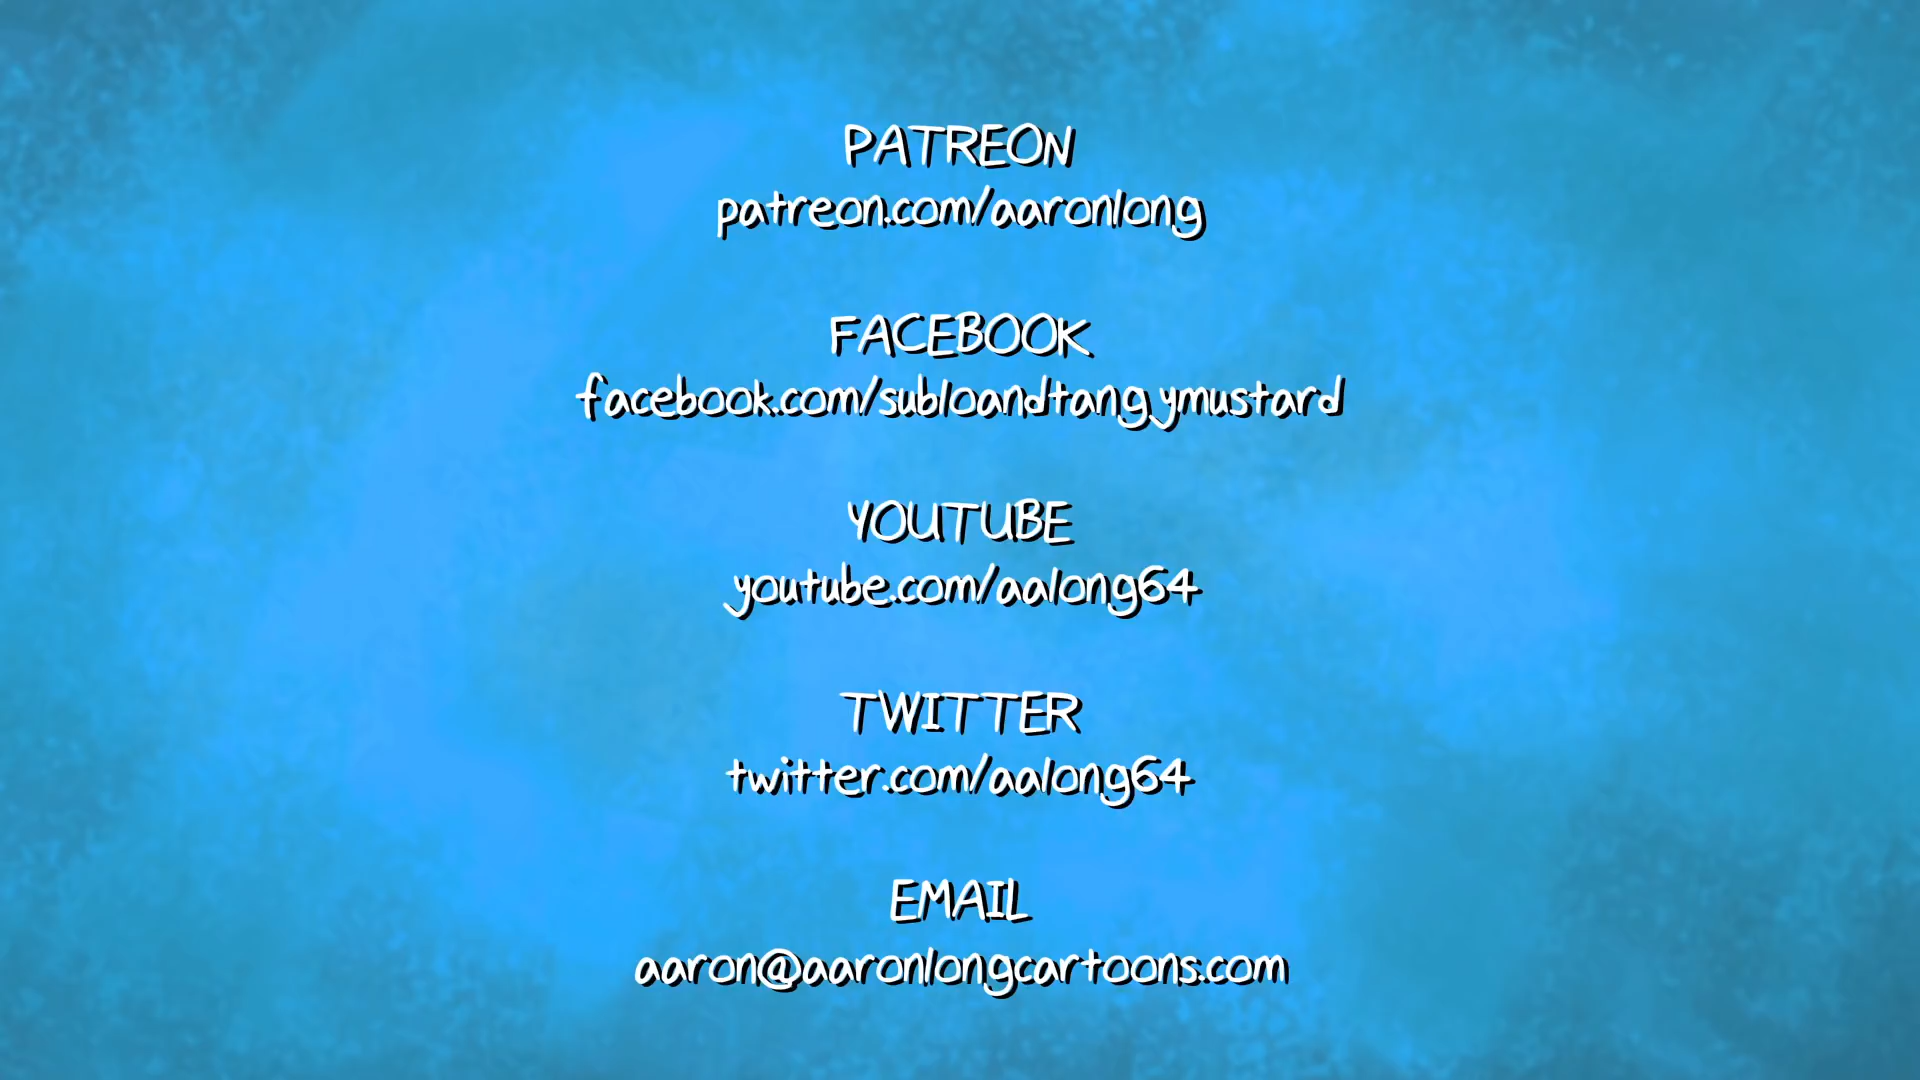 PATREON
patreon.com/aaronlong
FACEBOOK
facebook.com/subloandtangymustard
YOUTUBE
youtube.com/aalong64
TWITTER
twitter.com/aalong64
EMAIL
aaron@aaronlongcartoons.com